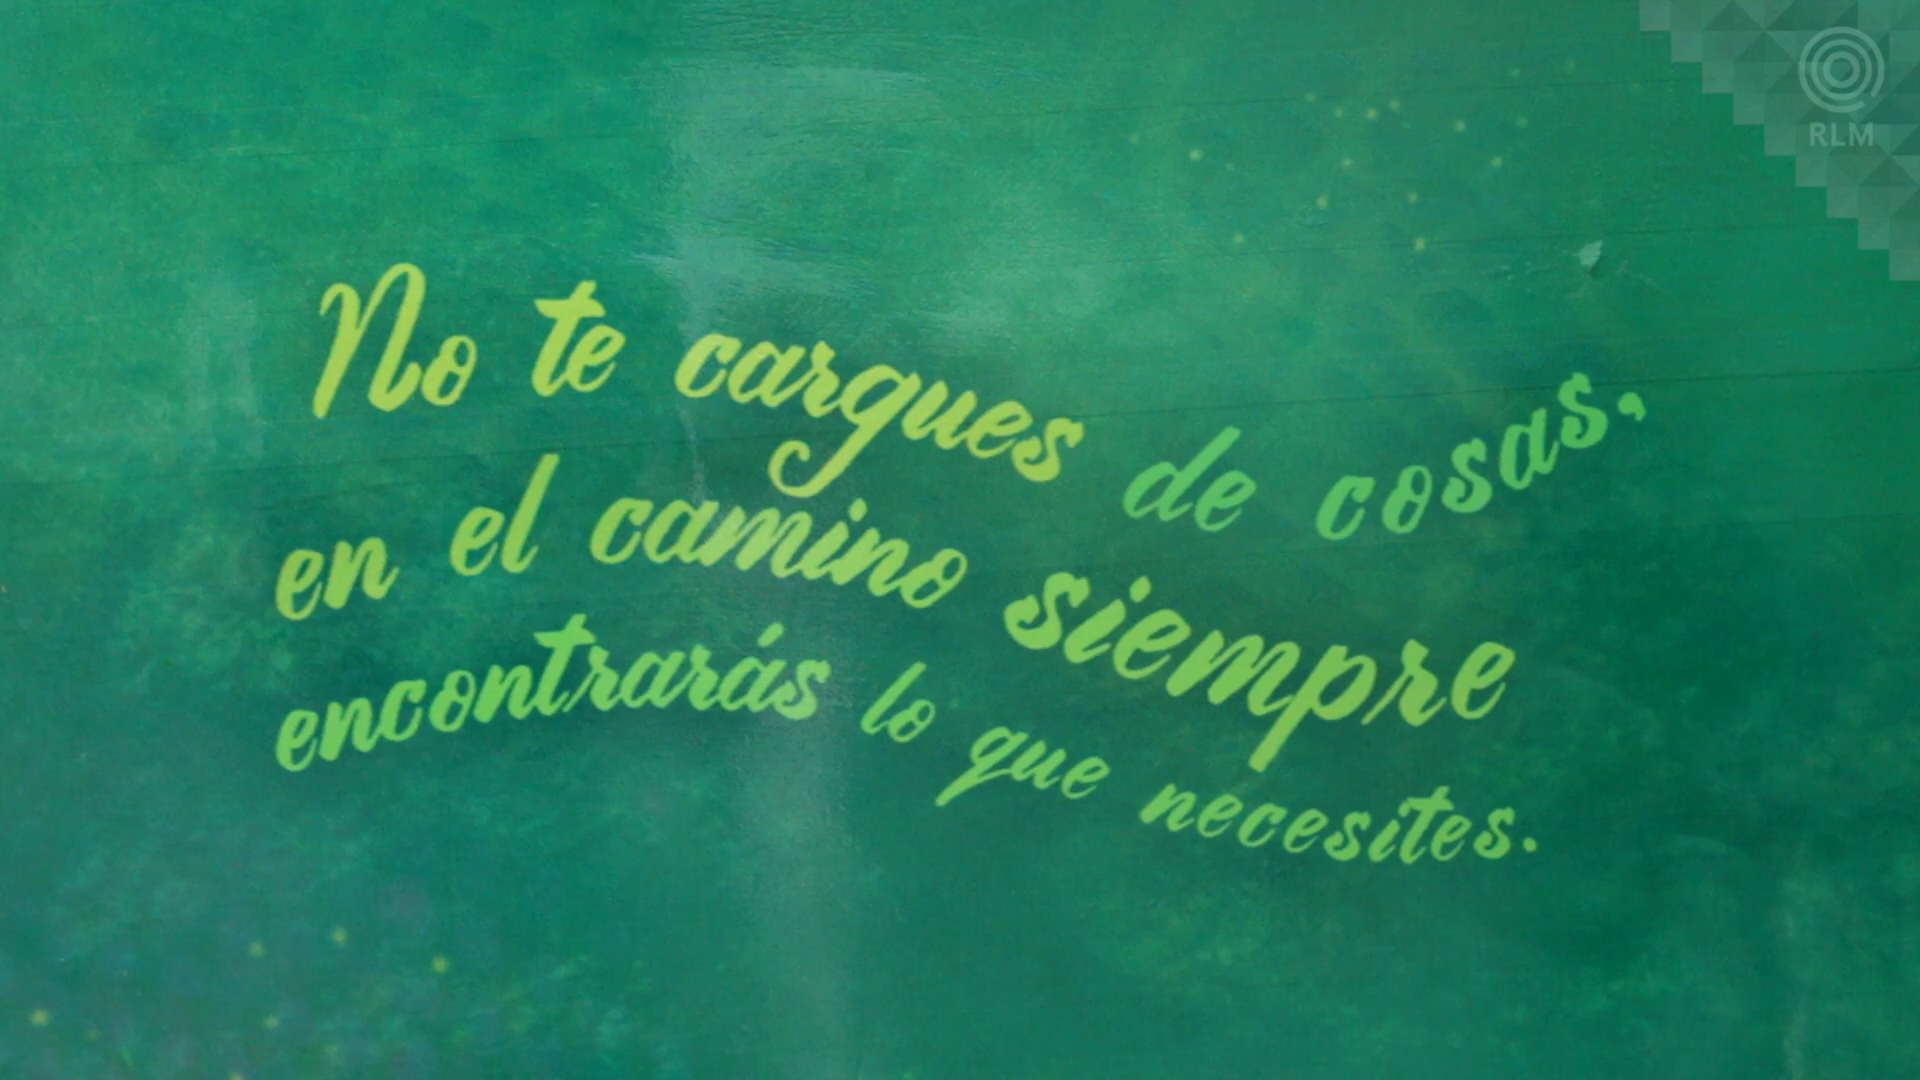 RLM
No te cargues de cosas,
en el camino siempre
encontrarás lo que necesites.